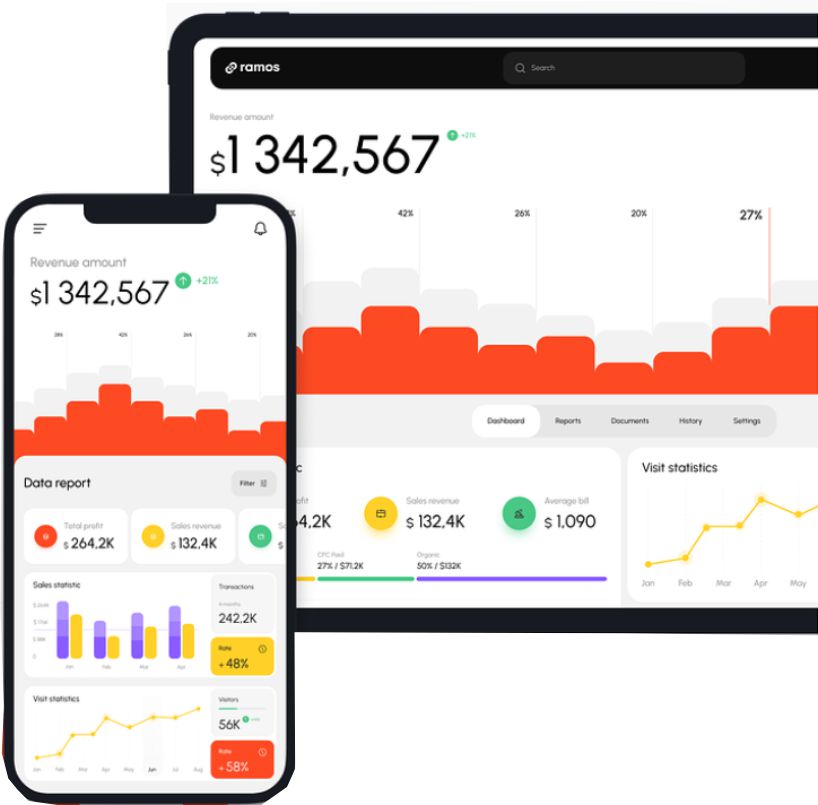 ramos
Search
Revenue amount
$1 342,567
+21%
42%
26%
20%
27%
Dashboard
Reports
Documents
History
Settings
Sales revenue
$ 132,4K
Average bill
$ 1,090
CPC Paid
27% / $71.2K
Organic
50% / $132K
Visit statistics
Jan
Feb
Mar
Apr
May
Revenue amount
$1 342,567
+21%
28%
42%
26%
20%
Data report
Filter
Total profit
$ 264,2K
Sales revenue
$ 132,4K
$
Sales statistic
0
Jan
Feb
Mar
Apr
Transactions
242,2K
Rate
+ 48%
Visit statistics
Jan
Feb
Mar
Apr
May
Jun
Jul
Aug
Visitors
56K
Rate
+ 58%